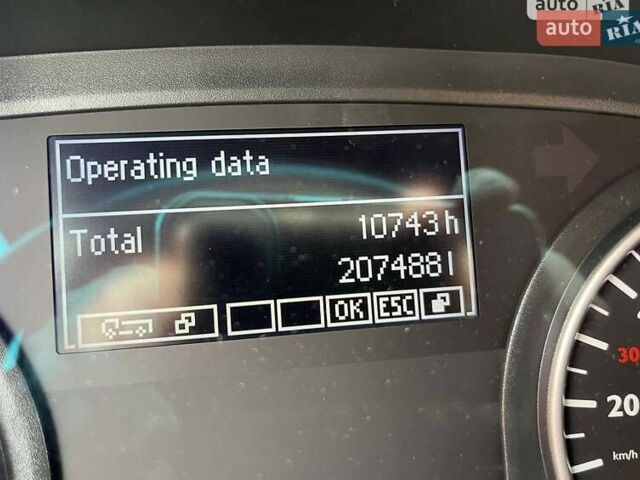 auto RIA
auto RIA
Operating data
Total 10743 h
207488 l
OK ESC
30
20
km/h